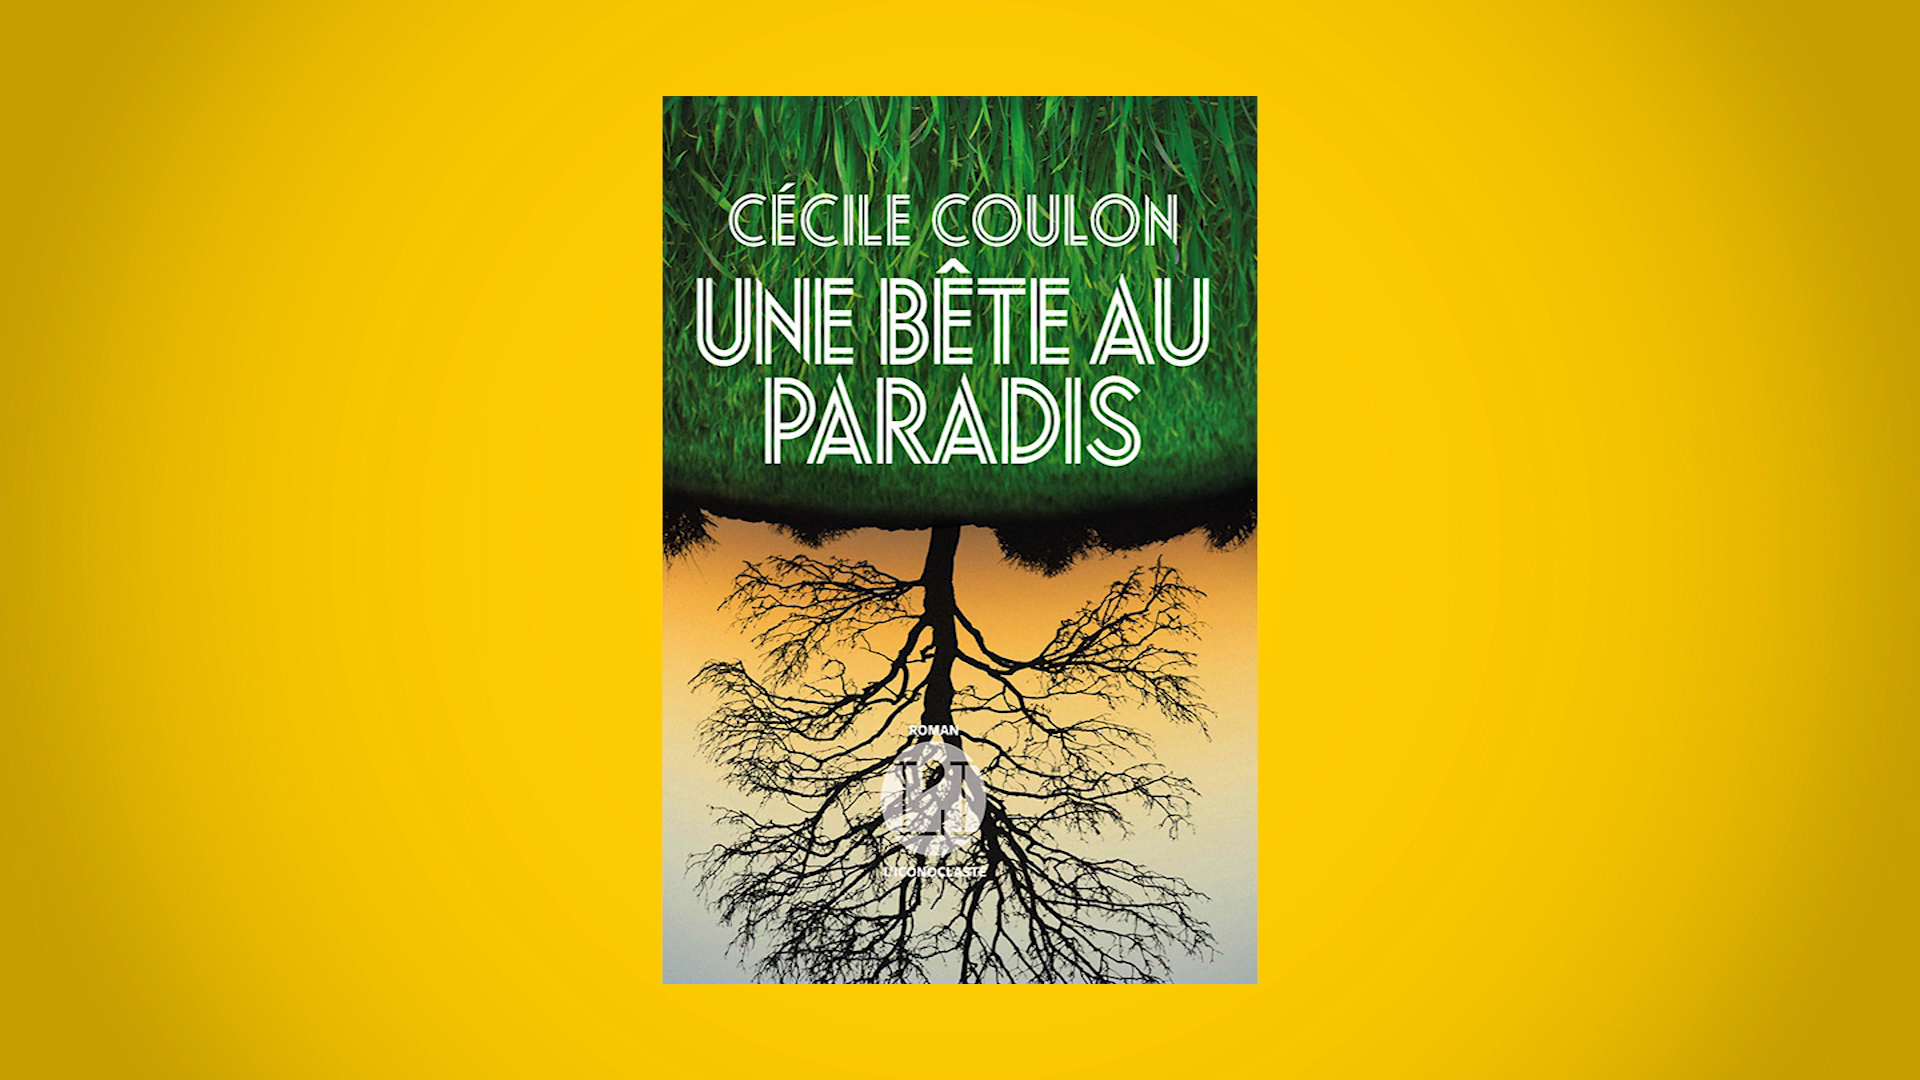 CÉCILE COULON
UNE BÊTE AU
PARADIS
ROMAN
L'ICONOCLASTE